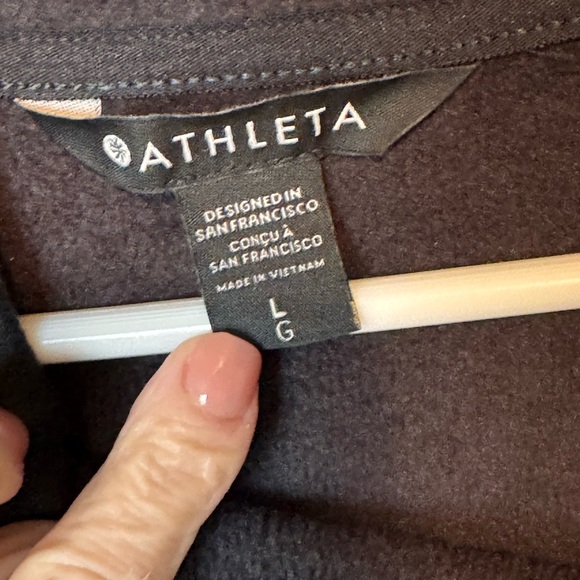 ATHLETA
DESIGNED IN
SAN FRANCISCO
CONÇU À
SAN FRANCISCO
MADE IN VIETNAM
L
G